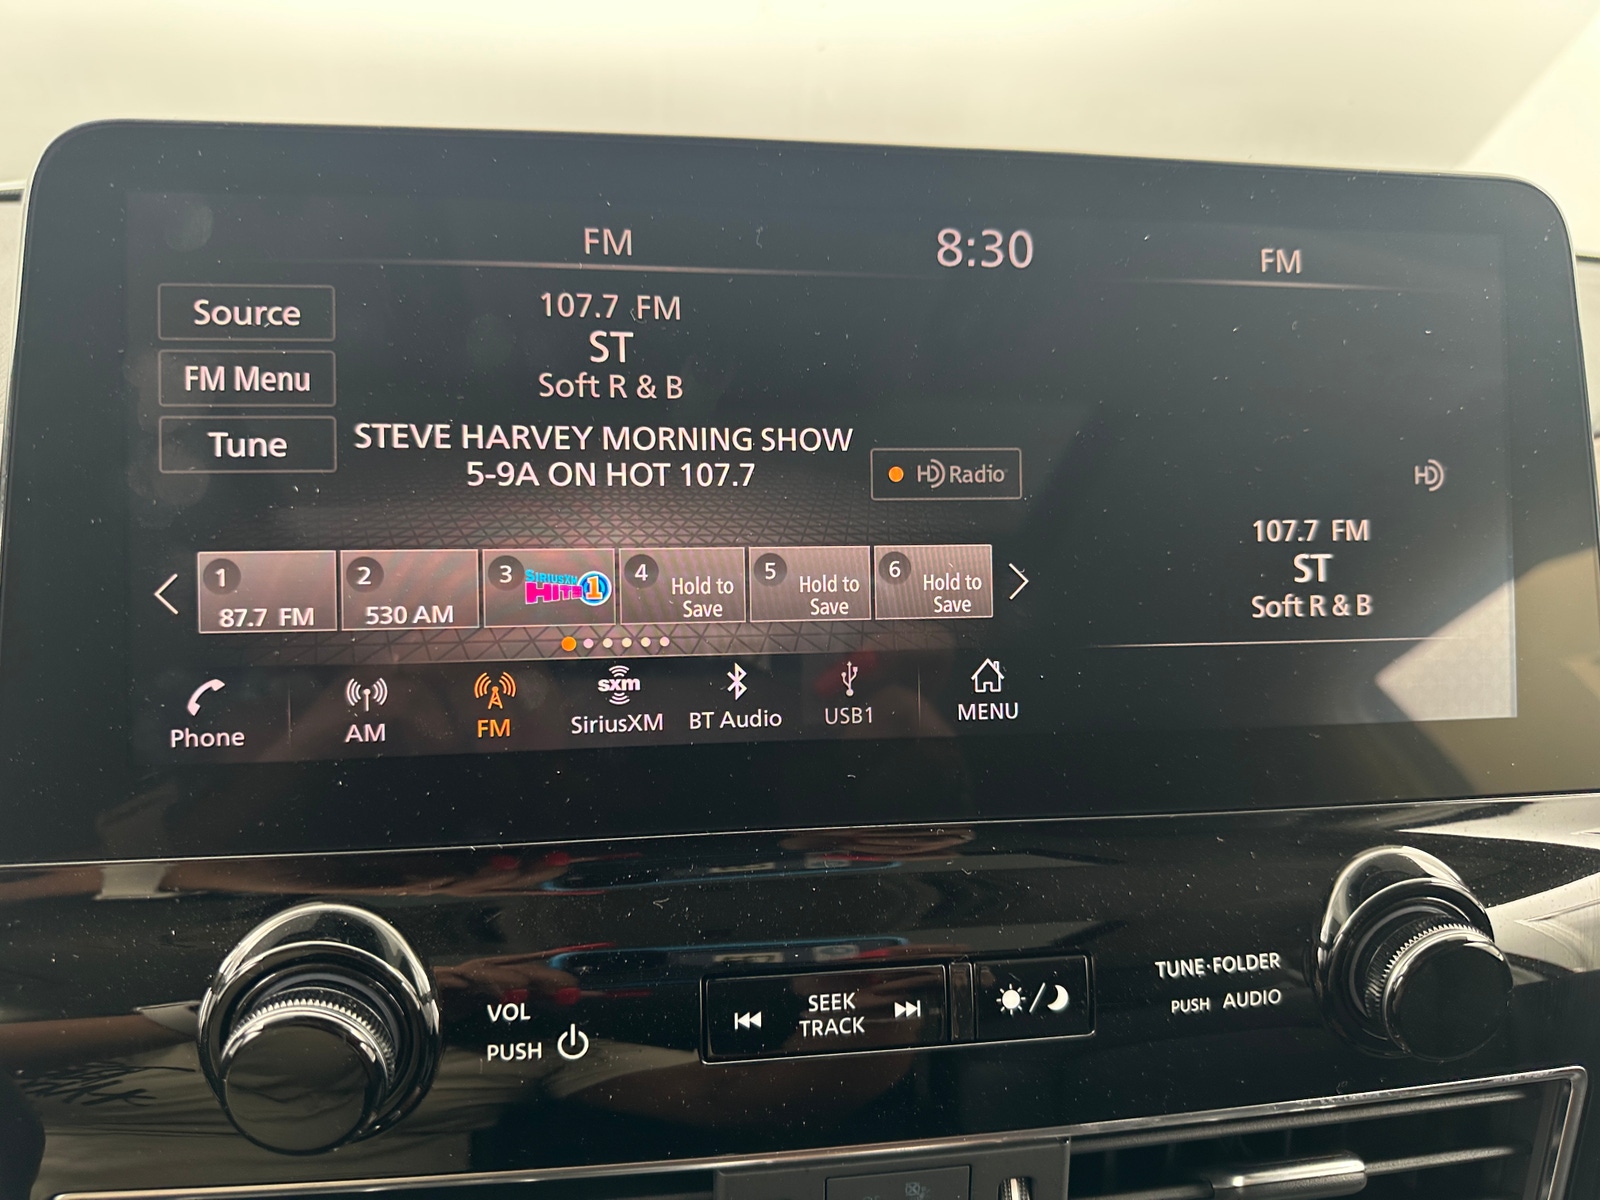 FM
8:30
FM
Source
107.7 FM
ST
FM Menu
Soft R & B
Tune
STEVE HARVEY MORNING SHOW
5-9A ON HOT 107.7
HD Radio
HD
107.7 FM
ST
Soft R & B
1
87.7 FM
2
530 AM
3
SIRIUSXM
HITS 1
4
Hold to
Save
5
Hold to
Save
6
Hold to
Save
Phone
AM
FM
sxm
SiriusXM
BT Audio
USB1
MENU
VOL
PUSH
SEEK
TRACK
TUNE·FOLDER
PUSH AUDIO